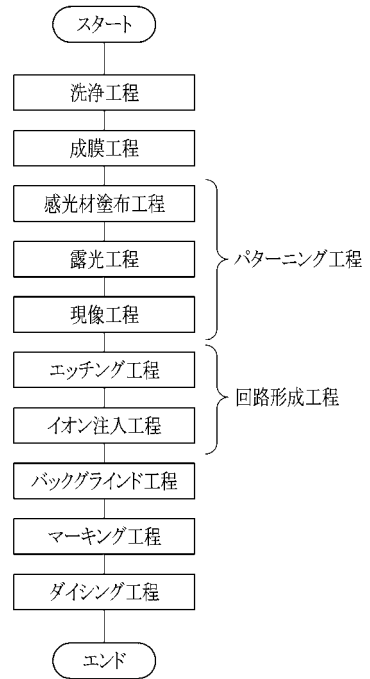 スタート
洗浄工程
成膜工程
感光材塗布工程
露光工程
現像工程
パターニング工程
エッチング工程
イオン注入工程
回路形成工程
バックグラインド工程
マーキング工程
ダイシング工程
エンド